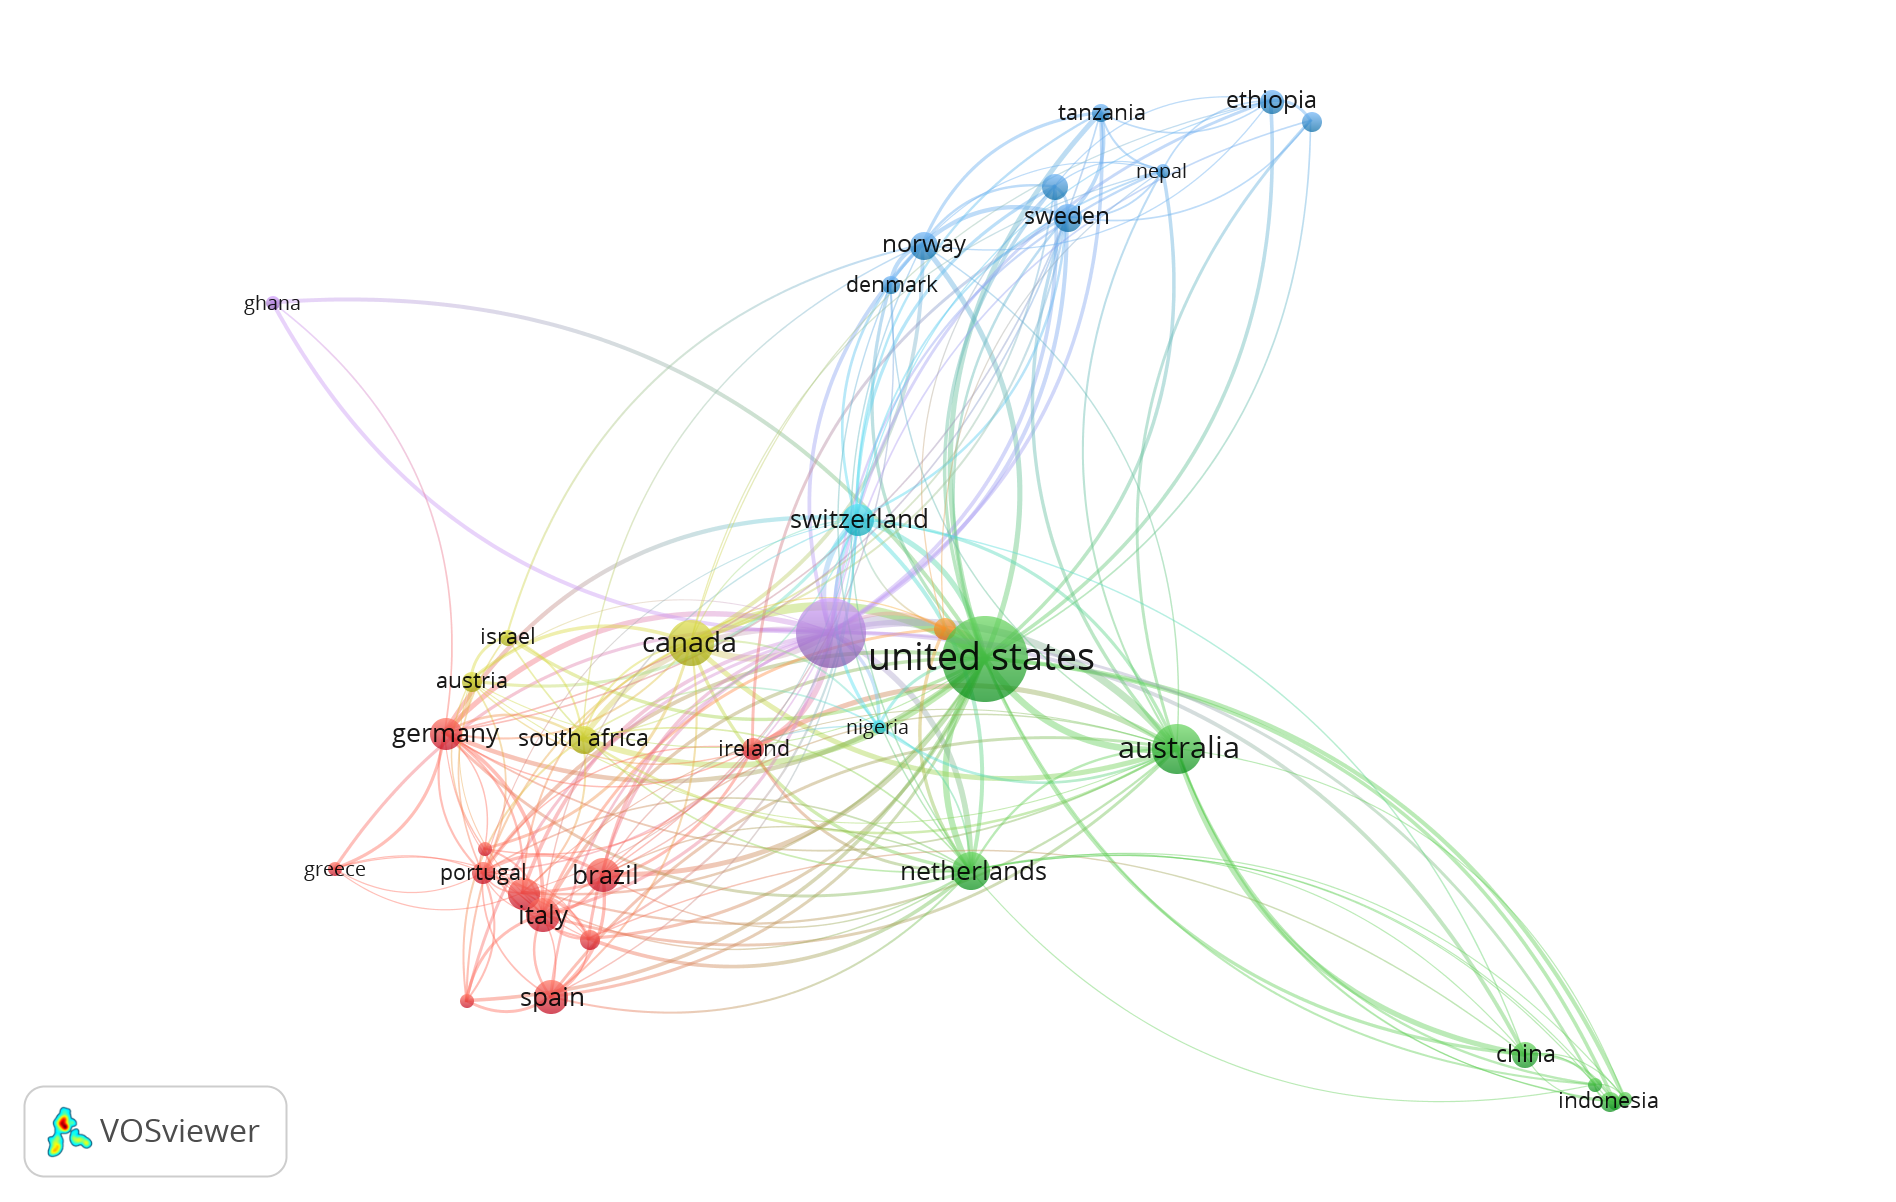 ethiopia
tanzania
nepal
sweden
norway
denmark
ghana
switzerland
israel
canada
united states
austria
germany
south africa
ireland
nigeria
australia
greece
portugal
brazil
netherlands
italy
spain
china
indonesia
VOSviewer